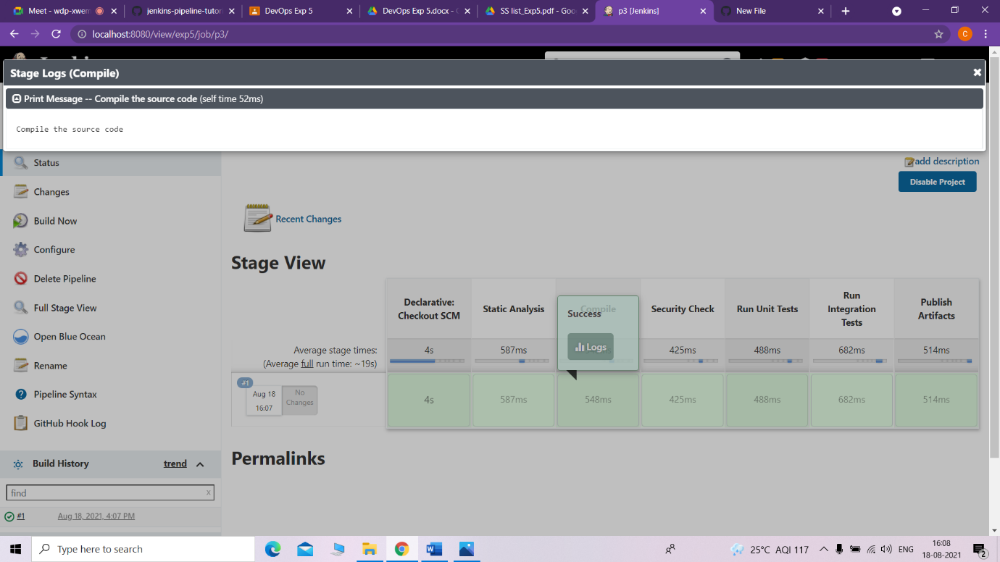 Meet - wdp-xwem
jenkins-pipeline-tutor
DevOps Exp 5
DevOps Exp 5.docx - G
SS list_Exp5.pdf - Goo
p3 [Jenkins]
New File
localhost:8080/view/exp5/job/p3/
C
Stage Logs (Compile)
Print Message -- Compile the source code (self time 52ms)
Compile the source code
Status
add description
Disable Project
Changes
Build Now
Recent Changes
Configure
Stage View
Delete Pipeline
Full Stage View
Open Blue Ocean
Rename
Pipeline Syntax
GitHub Hook Log
Declarative:
Checkout SCM
Static Analysis
Compile
Security Check
Run Unit Tests
Run
Integration
Tests
Publish
Artifacts
Success
Logs
Average stage times:
(Average full run time: ~19s)
4s
587ms
425ms
488ms
682ms
514ms
#1
Aug 18
16:07
No
Changes
4s
587ms
548ms
425ms
488ms
682ms
514ms
Permalinks
Build History
trend
find
x
#1
Aug 18, 2021, 4:07 PM
Type here to search
25°C AQI 117
ENG
16:08
18-08-2021
2